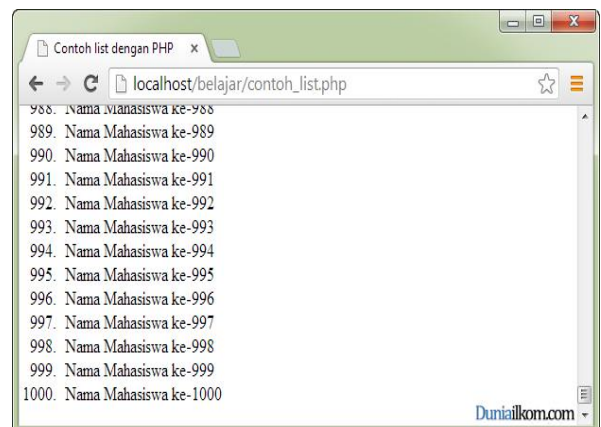 Contoh list dengan PHP
localhost/belajar/contoh_list.php
988. Nama Mahasiswa ke-988
989. Nama Mahasiswa ke-989
990. Nama Mahasiswa ke-990
991. Nama Mahasiswa ke-991
992. Nama Mahasiswa ke-992
993. Nama Mahasiswa ke-993
994. Nama Mahasiswa ke-994
995. Nama Mahasiswa ke-995
996. Nama Mahasiswa ke-996
997. Nama Mahasiswa ke-997
998. Nama Mahasiswa ke-998
999. Nama Mahasiswa ke-999
1000. Nama Mahasiswa ke-1000
Duniailkom.com